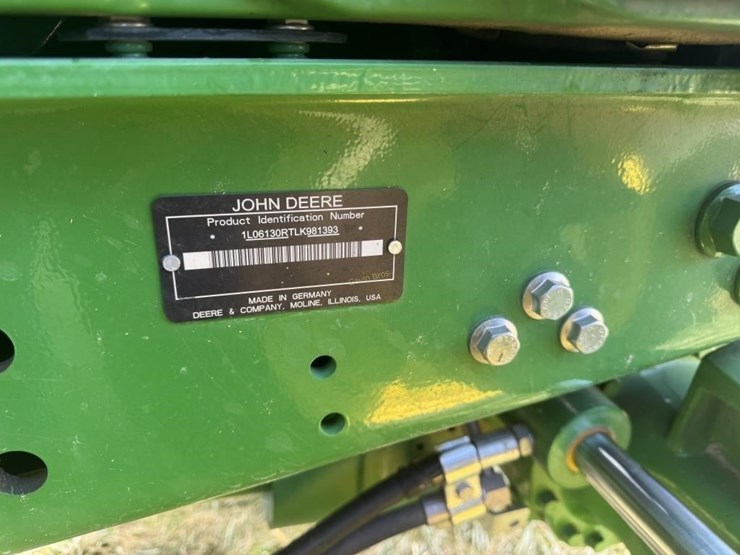 JOHN DEERE
Product Identification Number
* 1L06130RTLK981393 *
MADE IN GERMANY
DEERE & COMPANY, MOLINE, ILLINOIS, USA